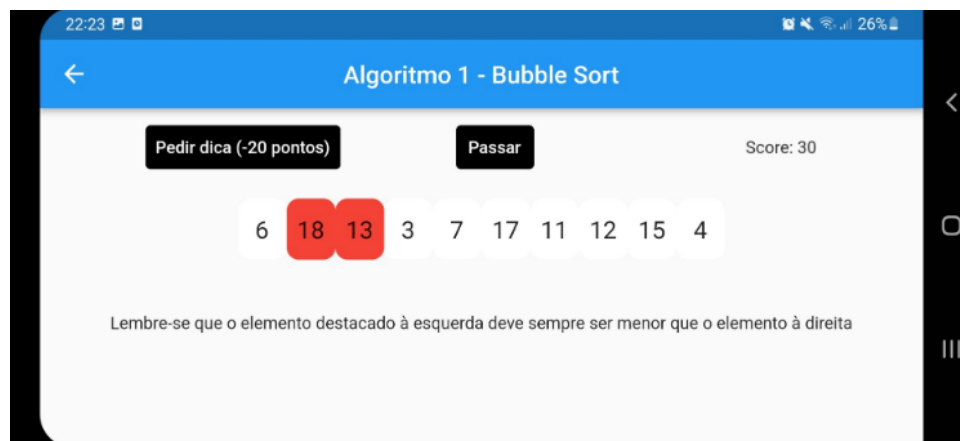 22:23 26%
Algoritmo 1 - Bubble Sort
Pedir dica (-20 pontos) Passar Score: 30
6 18 13 3 7 17 11 12 15 4
Lembre-se que o elemento destacado à esquerda deve sempre ser menor que o elemento à direita